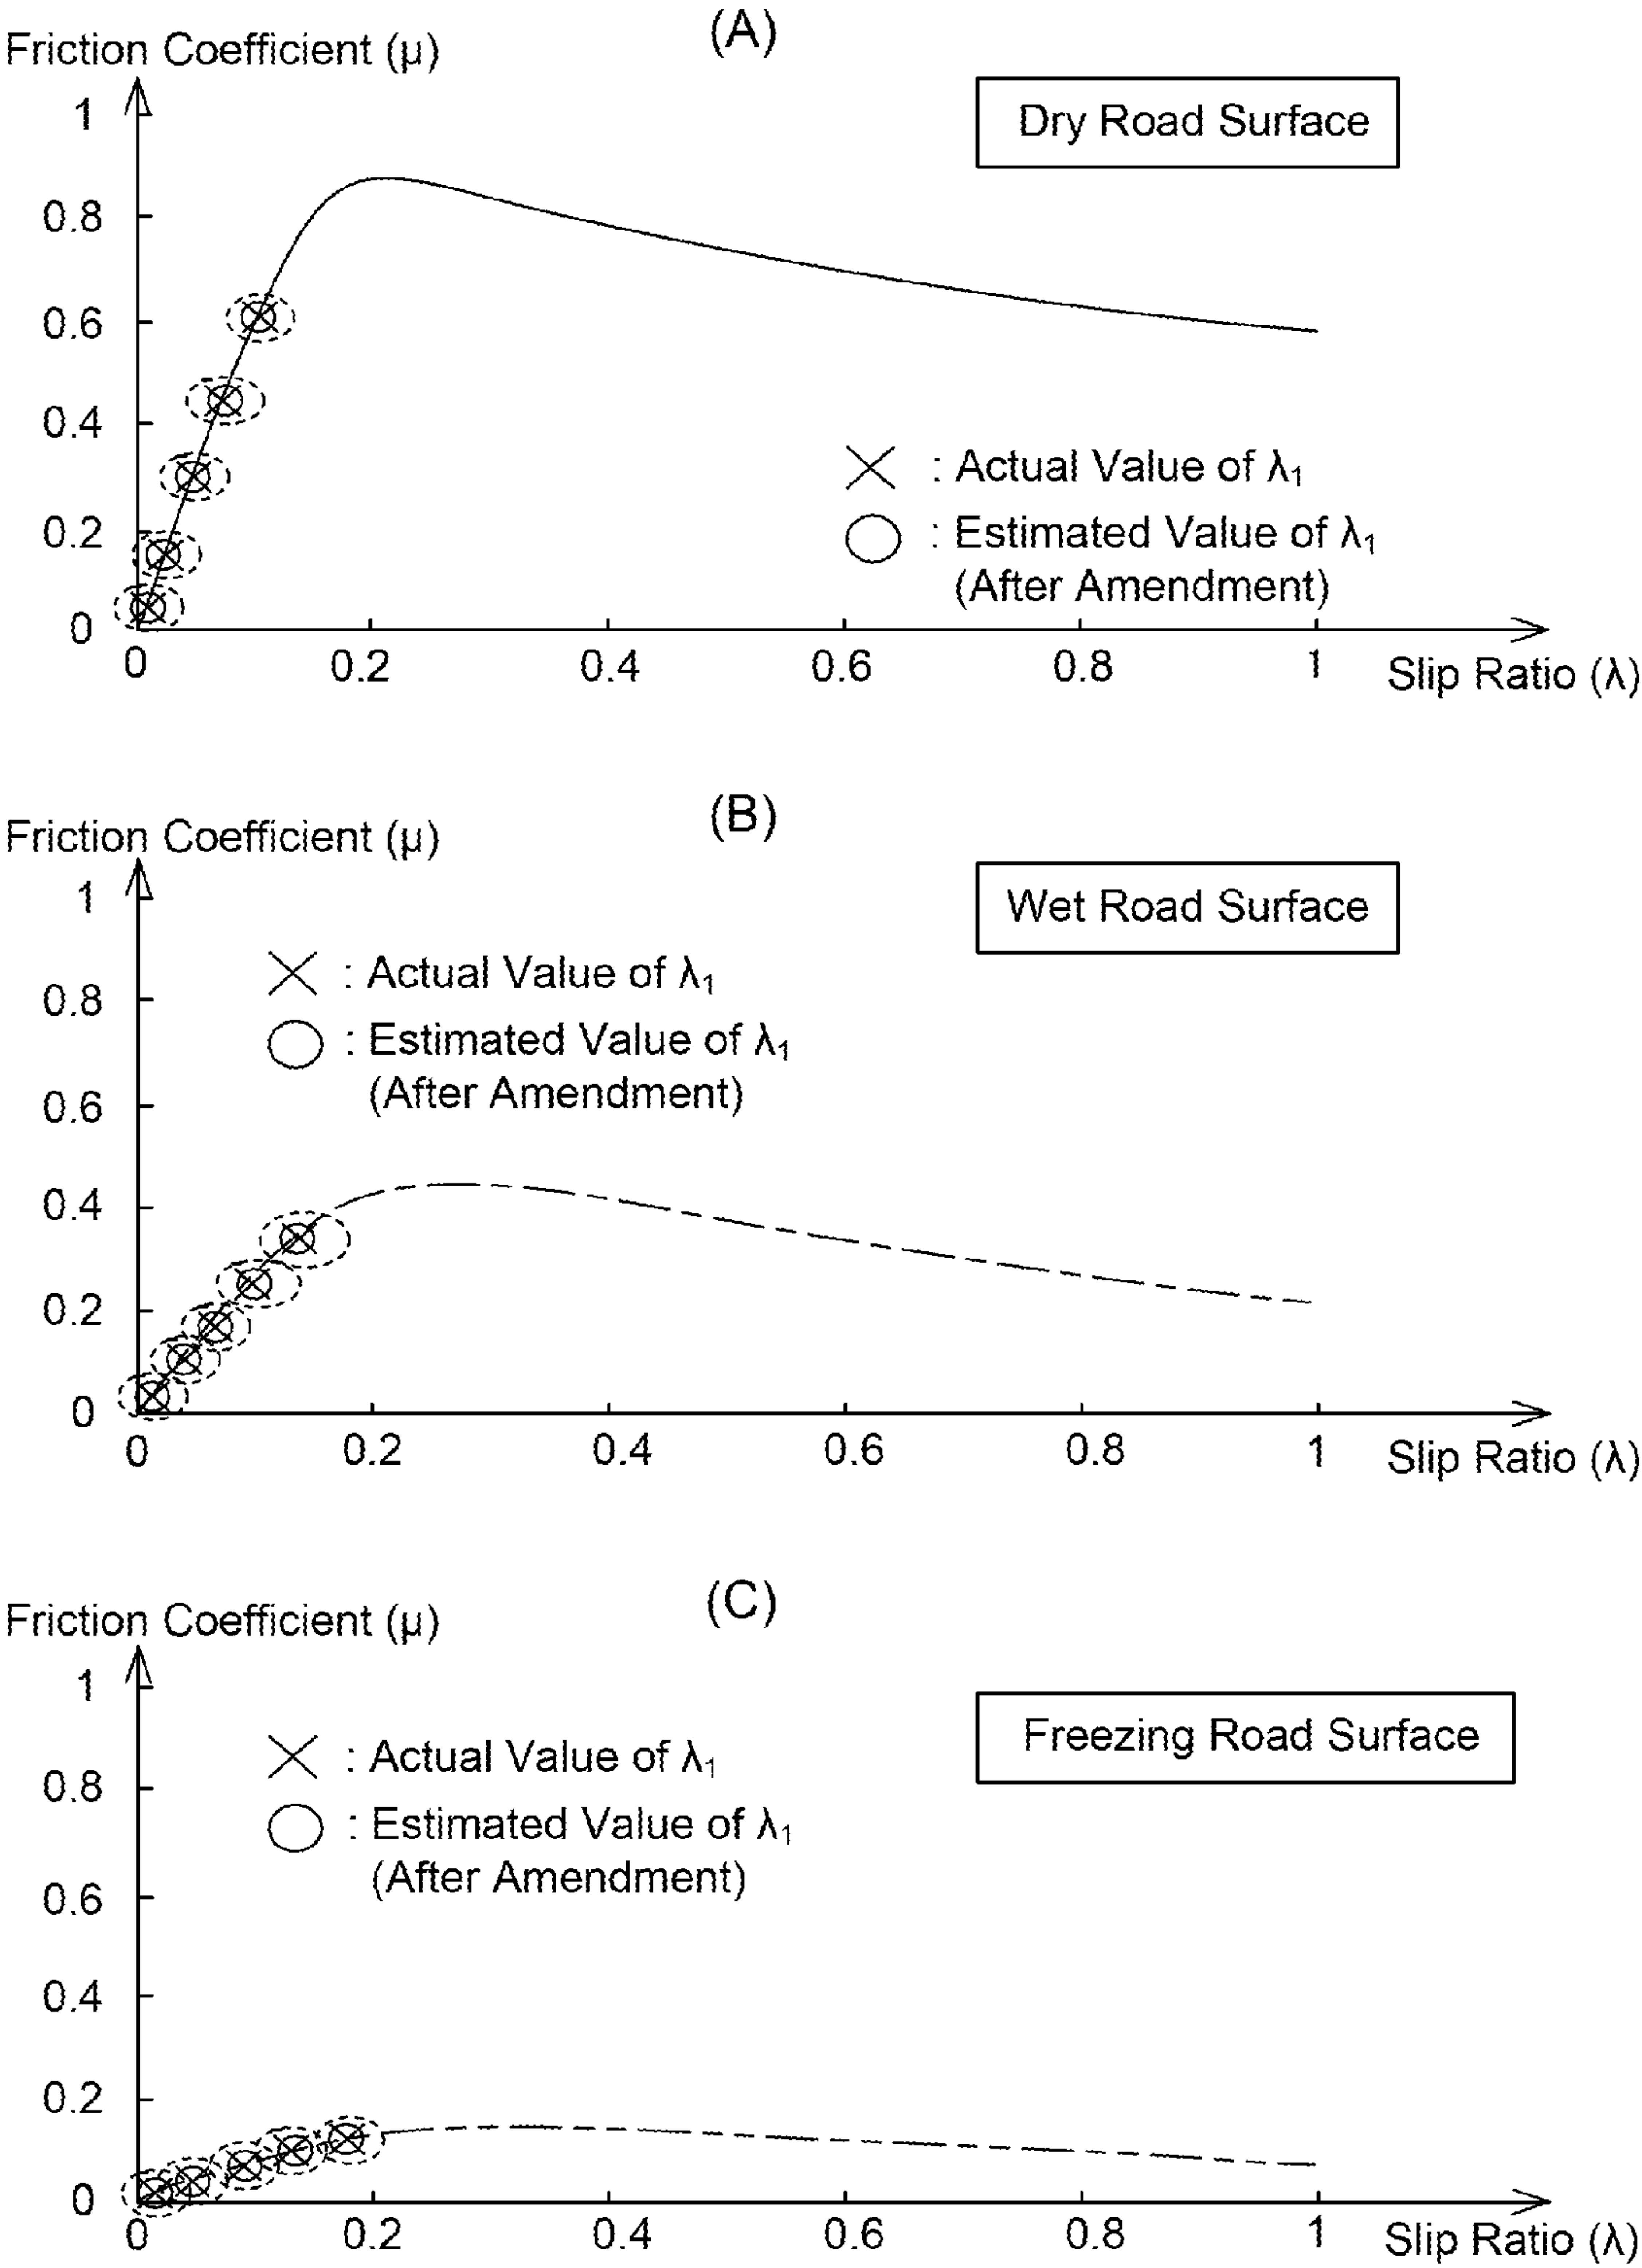 (A)
Friction Coefficient (μ)
Dry Road Surface
1
0.8
0.6
0.4
0.2
0
: Actual Value of λ1
: Estimated Value of λ1
(After Amendment)
0 0.2 0.4 0.6 0.8 1
Slip Ratio (λ)
(B)
Friction Coefficient (μ)
Wet Road Surface
1
0.8
0.6
0.4
0.2
0
: Actual Value of λ1
: Estimated Value of λ1
(After Amendment)
0 0.2 0.4 0.6 0.8 1
Slip Ratio (λ)
(C)
Friction Coefficient (μ)
Freezing Road Surface
1
0.8
0.6
0.4
0.2
0
: Actual Value of λ1
: Estimated Value of λ1
(After Amendment)
0 0.2 0.4 0.6 0.8 1
Slip Ratio (λ)